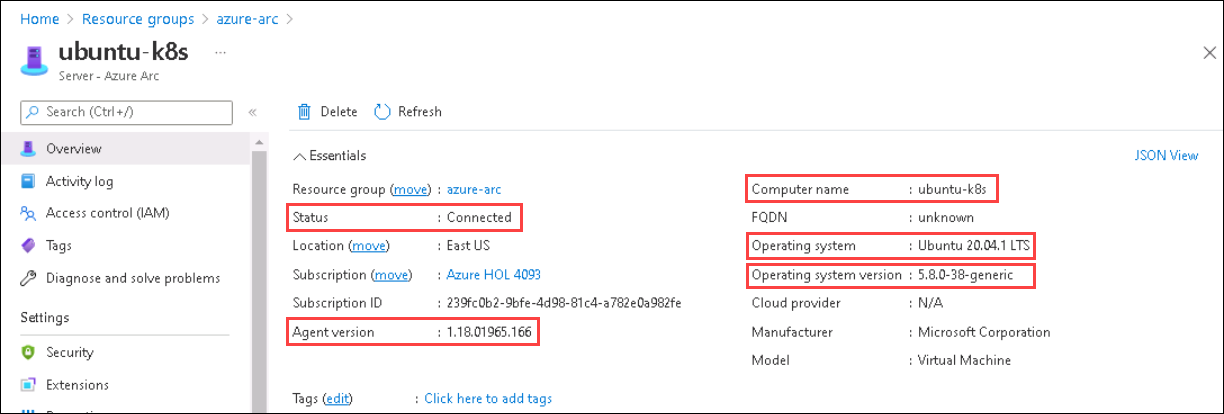 Home > Resource groups > azure-arc >
ubuntu-k8s ...
Server - Azure Arc
Search (Ctrl+/)
«
Overview
Activity log
Access control (IAM)
Tags
Diagnose and solve problems
Settings
Security
Extensions
Delete Refresh
Essentials
JSON View
Resource group (move) : azure-arc
Status : Connected
Location (move) : East US
Subscription (move) : Azure HOL 4093
Subscription ID : 239fc0b2-9bfe-4d98-81c4-a782e0a982fe
Agent version : 1.18.01965.166
Computer name : ubuntu-k8s
FQDN : unknown
Operating system : Ubuntu 20.04.1 LTS
Operating system version : 5.8.0-38-generic
Cloud provider : N/A
Manufacturer : Microsoft Corporation
Model : Virtual Machine
Tags (edit) : Click here to add tags